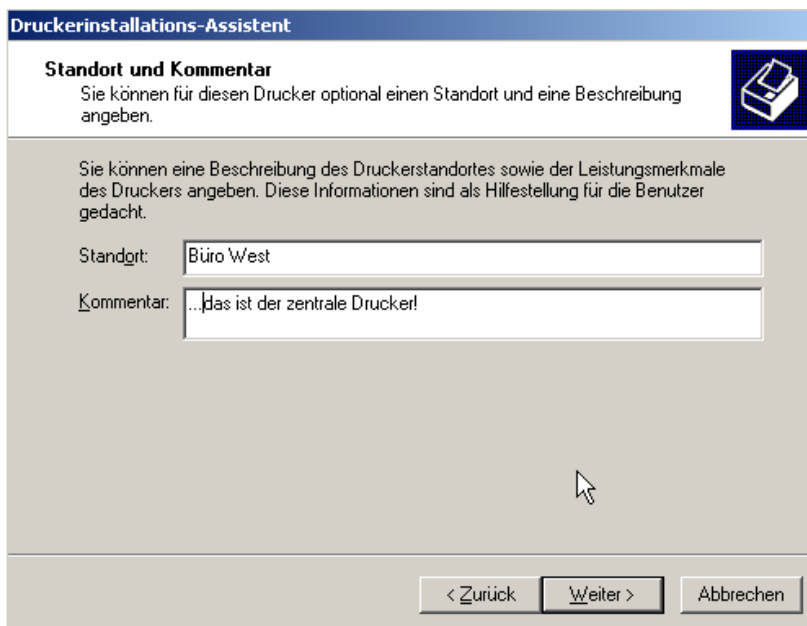 Druckerinstallations-Assistent
Standort und Kommentar
Sie können für diesen Drucker optional einen Standort und eine Beschreibung
angeben.
Sie können eine Beschreibung des Druckerstandortes sowie der Leistungsmerkmale
des Druckers angeben. Diese Informationen sind als Hilfestellung für die Benutzer
gedacht.
Standort: Büro West
Kommentar: ...das ist der zentrale Drucker!
< Zurück Weiter > Abbrechen